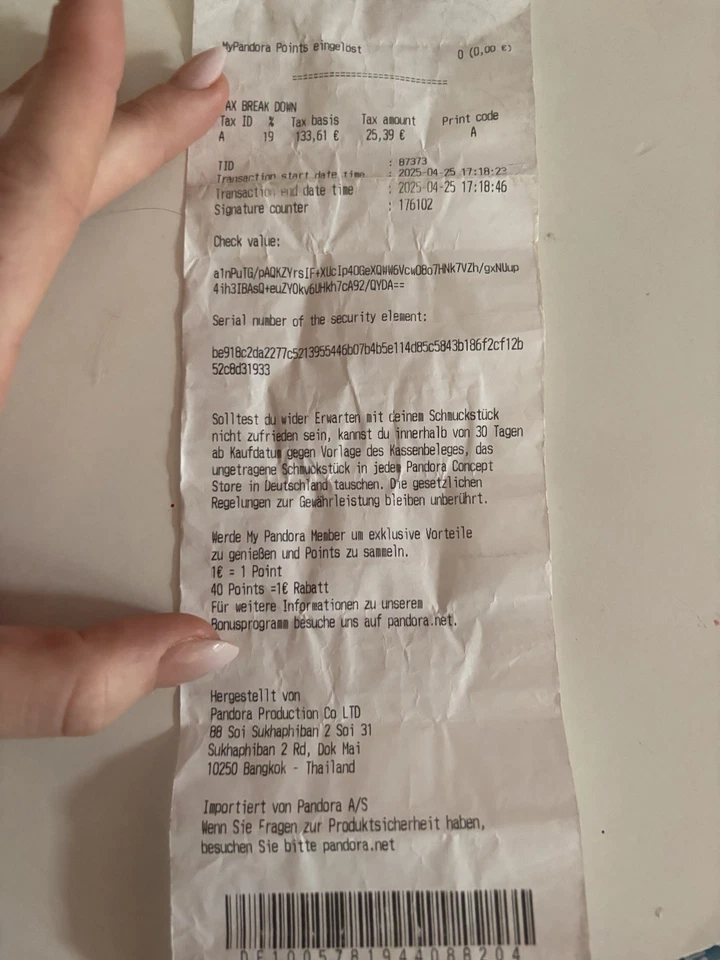 MyPandora Points eingelöst 0 (0,00 €)
==============================
AX BREAK DOWN
Tax ID % Tax basis Tax amount Print code
A 19 133,61 € 25,39 € A
TID : 87373
Transaction start date time : 2025-04-25 17:18:23
Transaction end date time : 2025-04-25 17:18:46
Signature counter : 176102
Check value:
a1nPuTG/pAQKZYrsIF+XUcIp40GeXQWW6VcwOBo7HNk7VZh/gxNUup
4ih3IBAsQ+euZYOkv6UHkh7cA92/QYDA==
Serial number of the security element:
be918c2da2277c5213955446b07b4b5e114d85c5843b186f2cf12b
52c8d31933
Solltest du wider Erwarten mit deinem Schmuckstück
nicht zufrieden sein, kannst du innerhalb von 30 Tagen
ab Kaufdatum gegen Vorlage des Kassenbeleges, das
ungetragene Schmuckstück in jedem Pandora Concept
Store in Deutschland tauschen. Die gesetzlichen
Regelungen zur Gewährleistung bleiben unberührt.
Werde My Pandora Member um exklusive Vorteile
zu genießen und Points zu sammeln.
1€ = 1 Point
40 Points =1€ Rabatt
Für weitere Informationen zu unserem
Bonusprogramm besuche uns auf pandora.net.
Hergestellt von
Pandora Production Co LTD
88 Soi Sukhaphiban 2 Soi 31
Sukhaphiban 2 Rd, Dok Mai
10250 Bangkok - Thailand
Importiert von Pandora A/S
Wenn Sie Fragen zur Produktsicherheit haben,
besuchen Sie bitte pandora.net
DE1005781944088204